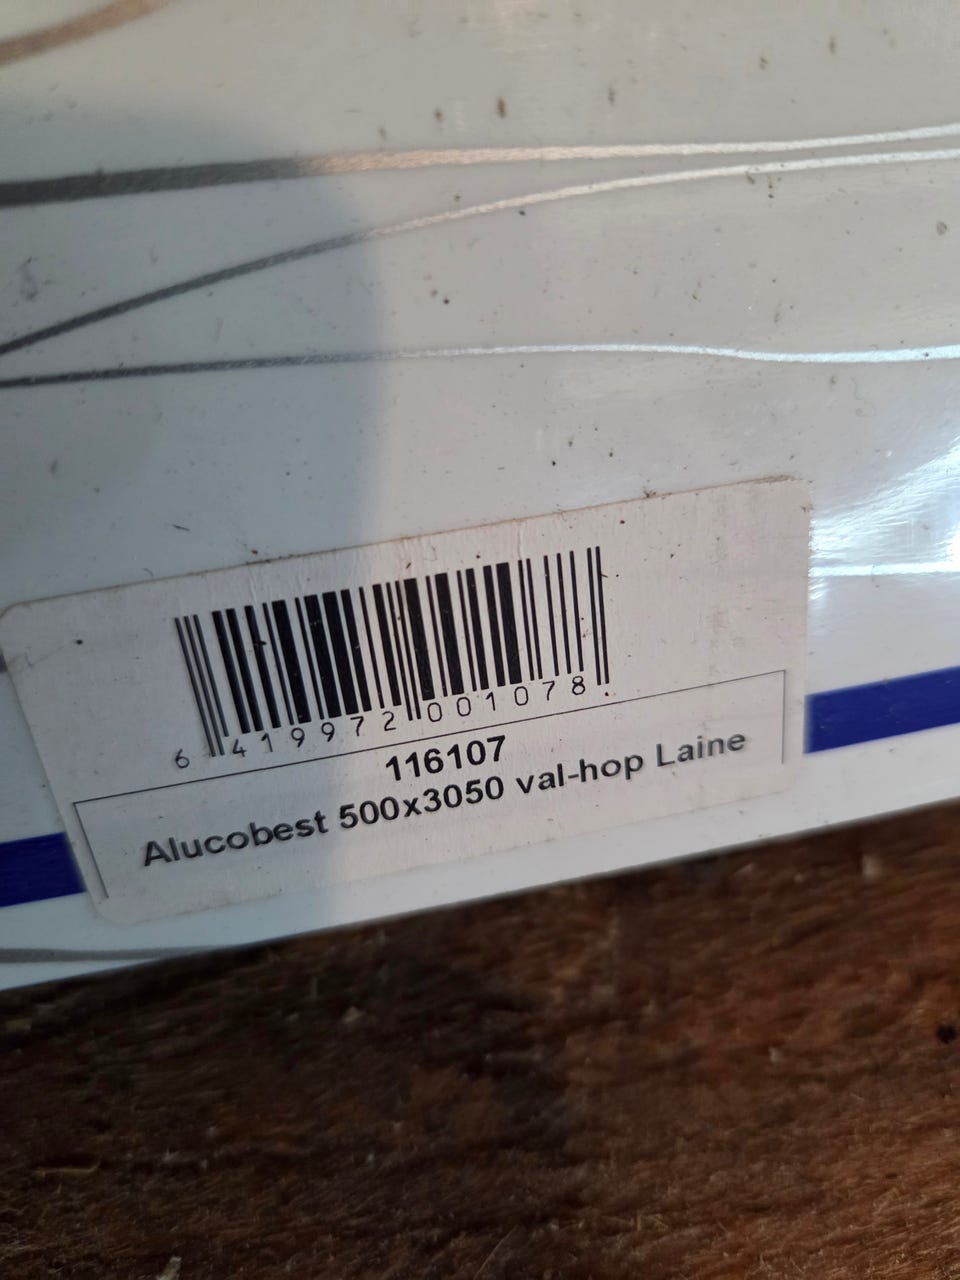 6 419972 001078
116107
Alucobest 500x3050 val-hop Laine